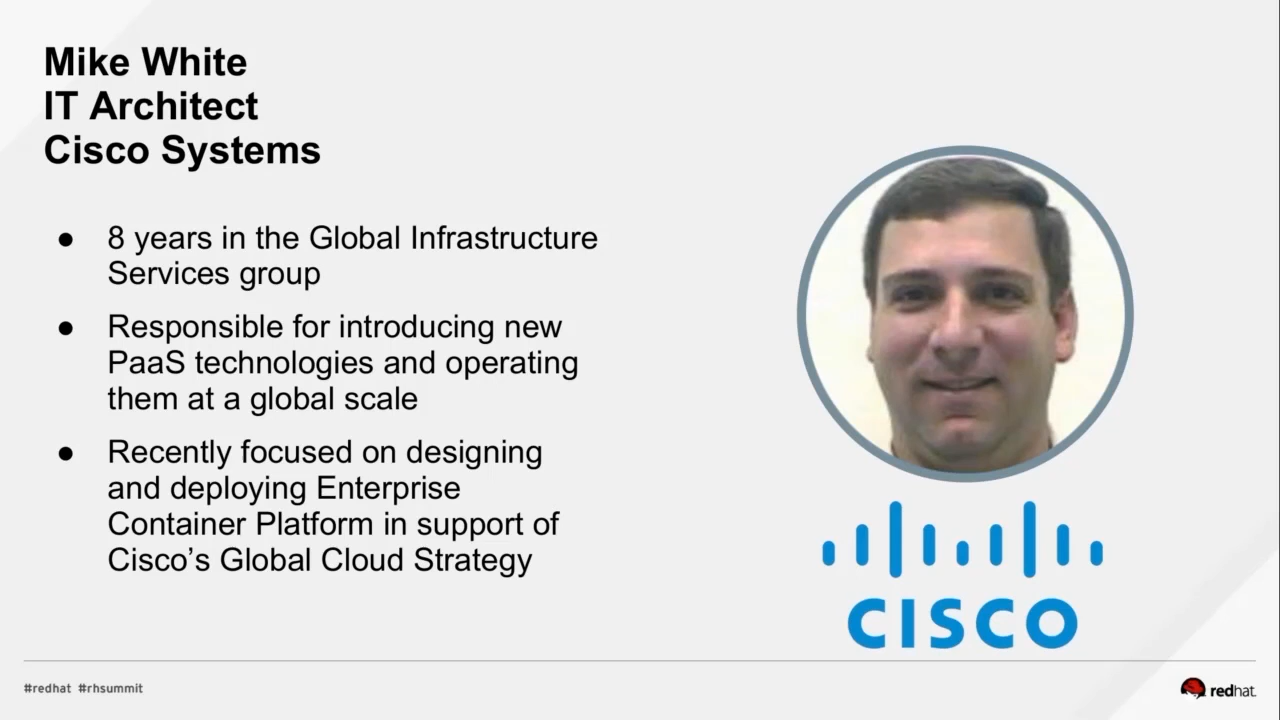 Mike White
IT Architect
Cisco Systems
● 8 years in the Global Infrastructure
Services group
● Responsible for introducing new
PaaS technologies and operating
them at a global scale
● Recently focused on designing
and deploying Enterprise
Container Platform in support of
Cisco’s Global Cloud Strategy
CISCO
#redhat #rhsummit
redhat.